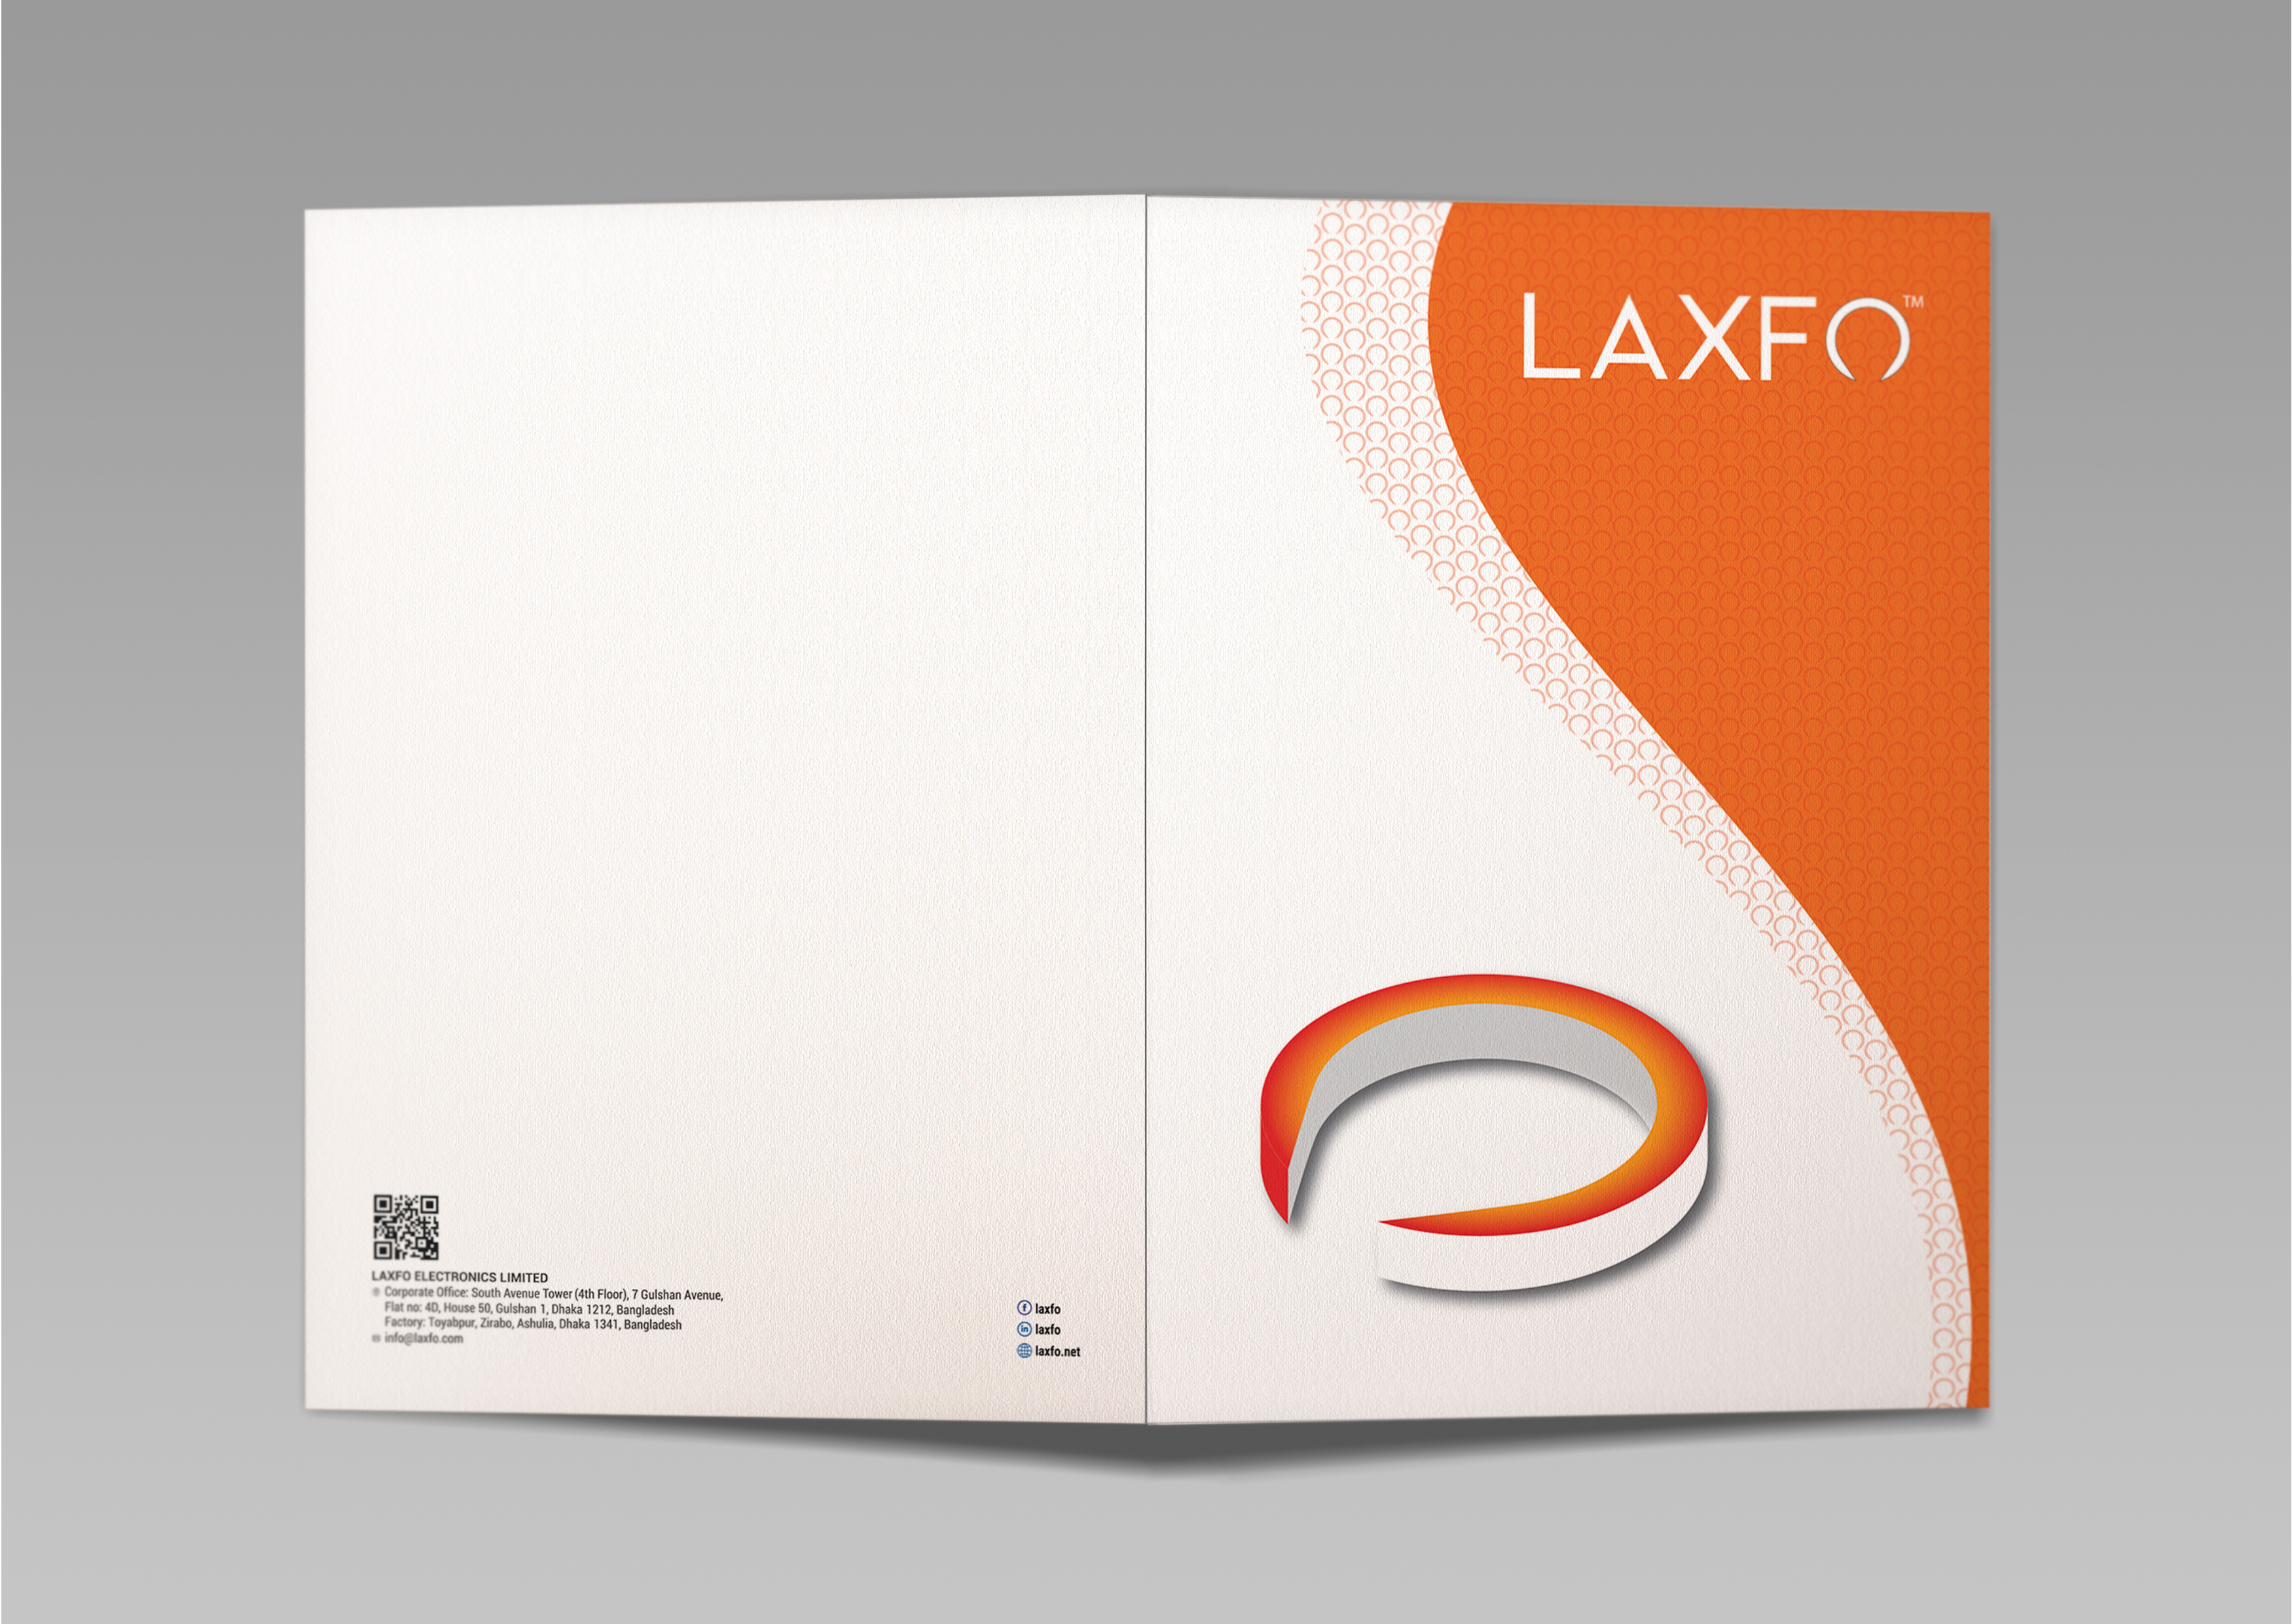 LAXFO™
LAXFO ELECTRONICS LIMITED
Corporate Office: South Avenue Tower (4th Floor), 7 Gulshan Avenue,
Flat no: 4D, House 50, Gulshan 1, Dhaka 1212, Bangladesh
Factory: Toyabpur, Zirabo, Ashulia, Dhaka 1341, Bangladesh
info@laxfo.com
laxfo
laxfo
laxfo.net